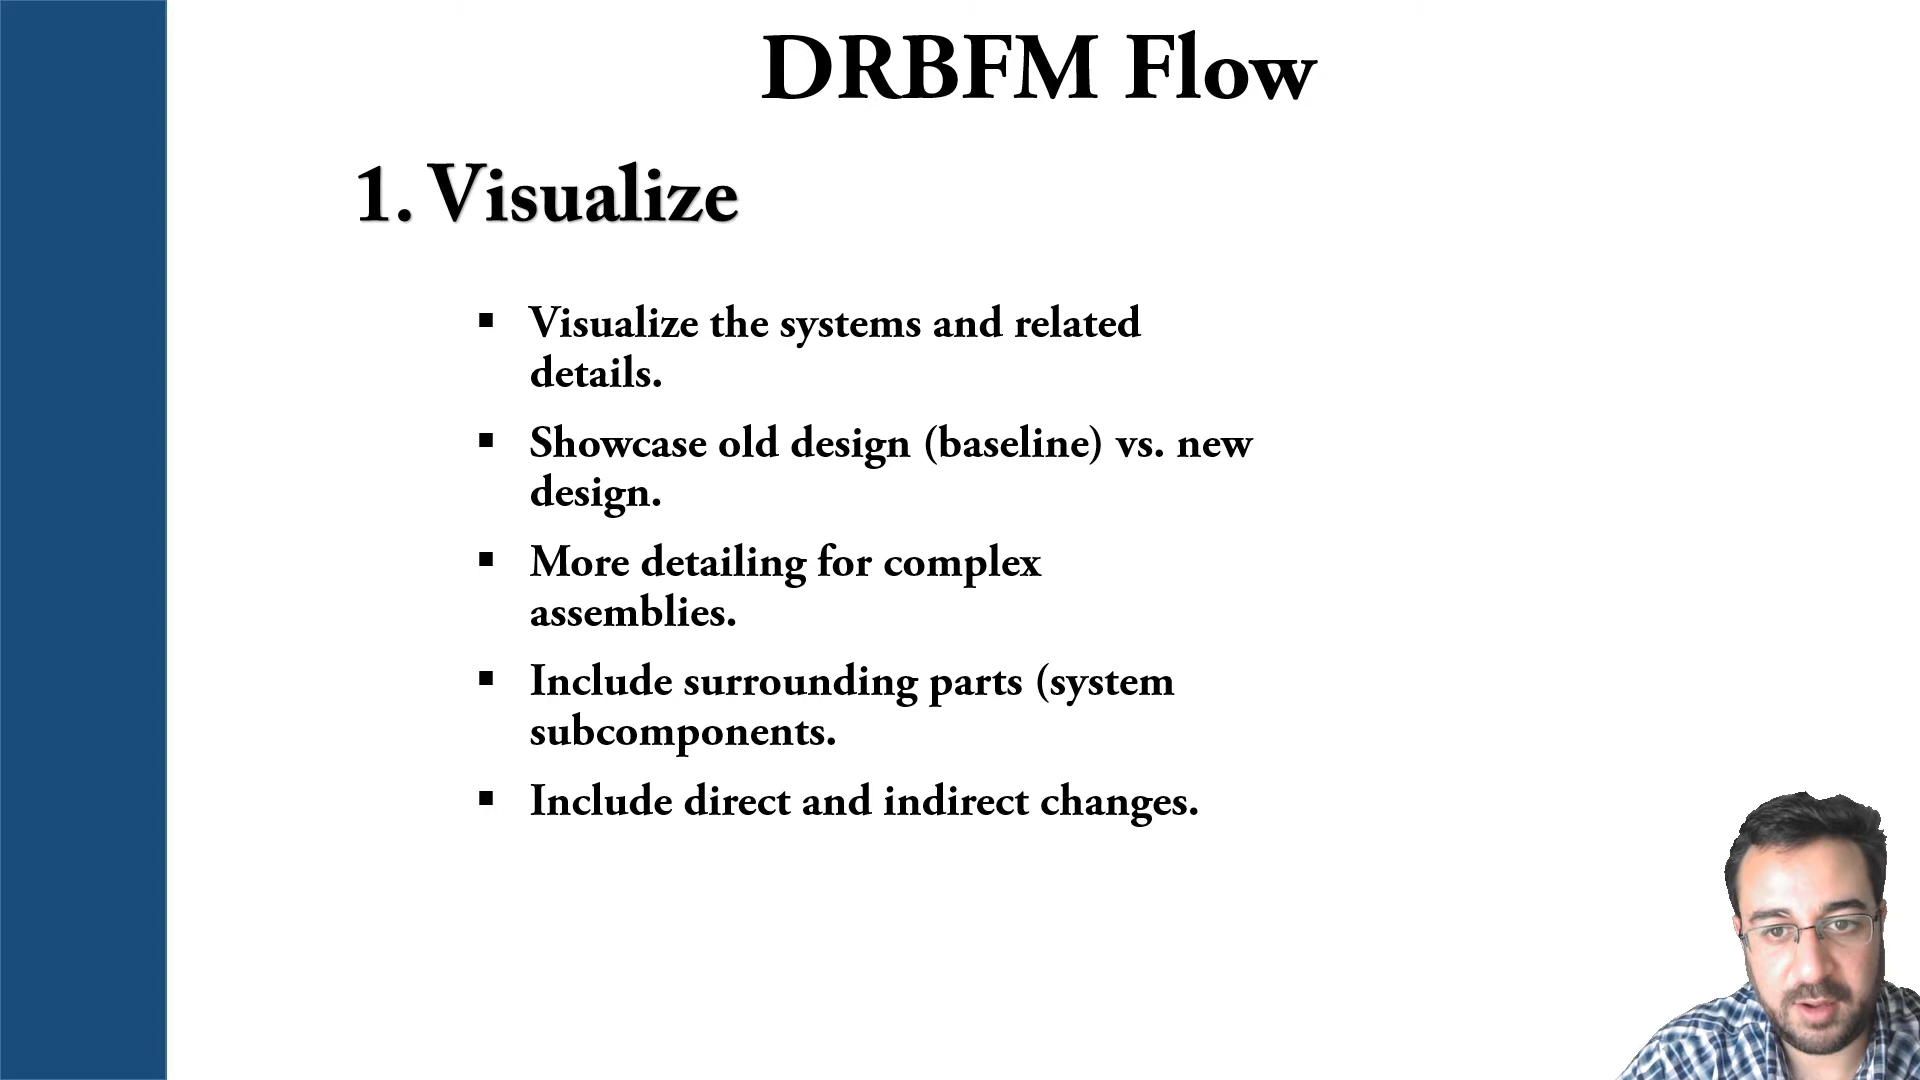 DRBFM Flow
1. Visualize
▪ Visualize the systems and related
details.
▪ Showcase old design (baseline) vs. new
design.
▪ More detailing for complex
assemblies.
▪ Include surrounding parts (system
subcomponents.
▪ Include direct and indirect changes.